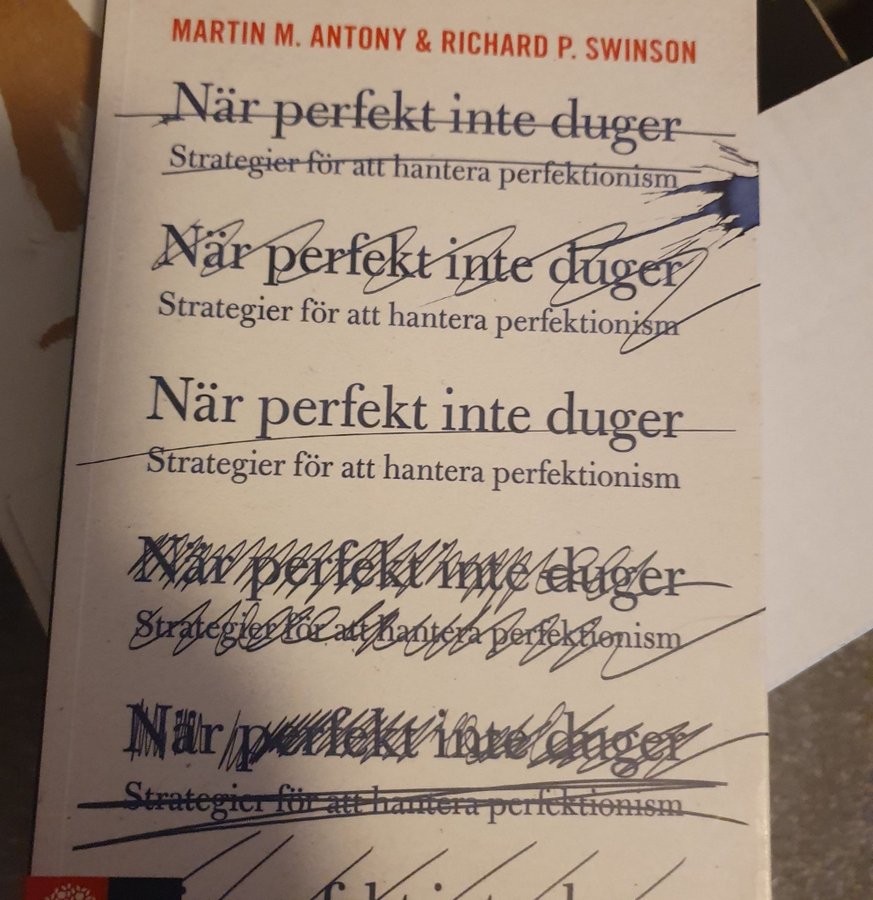 MARTIN M. ANTONY & RICHARD P. SWINSON
När perfekt inte duger
Strategier för att hantera perfektionism
När perfekt inte duger
Strategier för att hantera perfektionism
När perfekt inte duger
Strategier för att hantera perfektionism
När perfekt inte duger
Strategier för att hantera perfektionism
När perfekt inte duger
Strategier för att hantera perfektionism